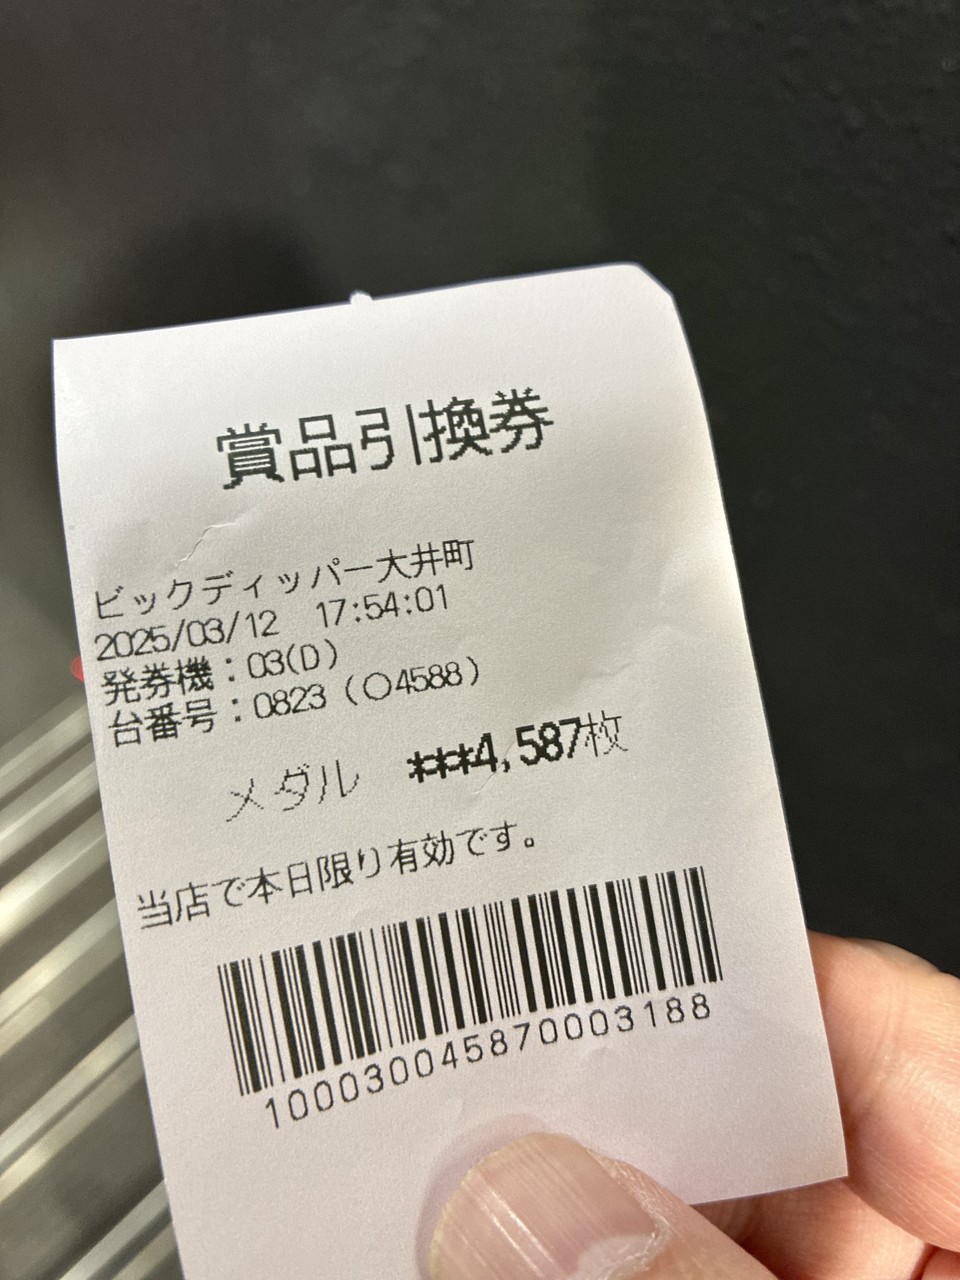 賞品引換券
ビックディッパー大井町
2025/03/12 17:54:01
発券機：03(D)
台番号：0823 (○4588)
メダル ***4,587枚
当店で本日限り有効です。
1000300458700031​88